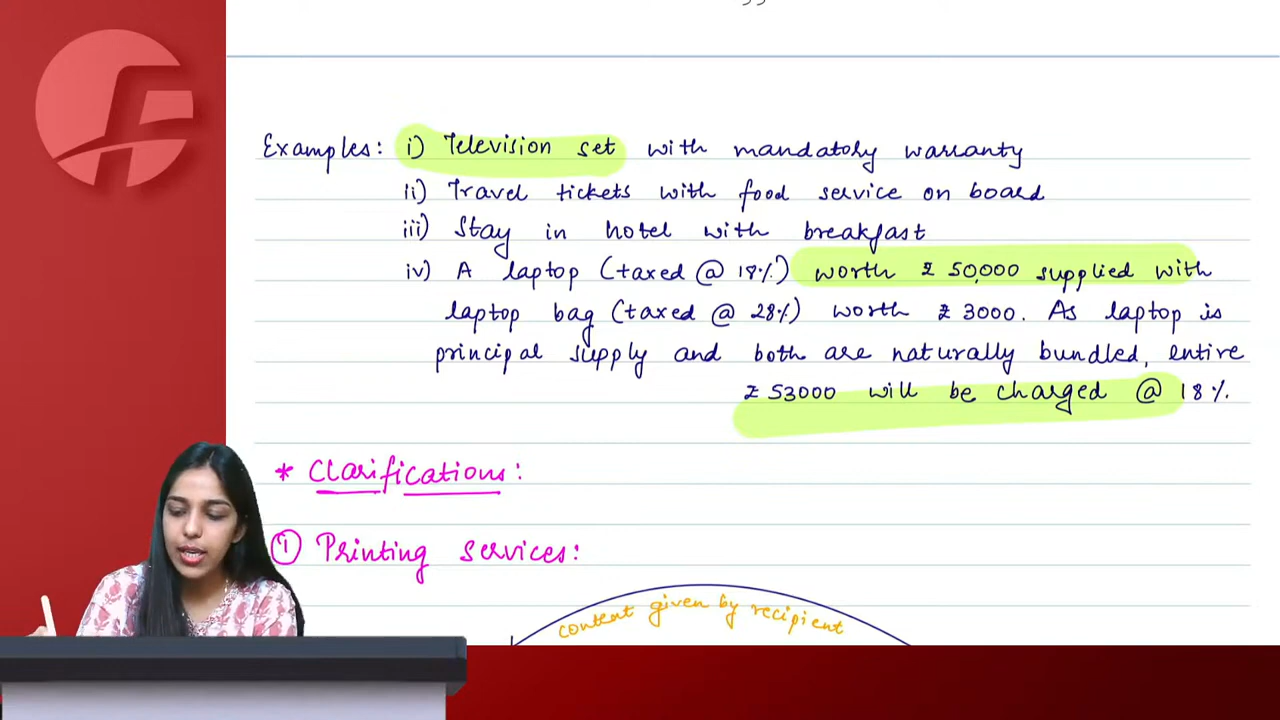 Examples: i) Television set with mandatory warranty
ii) Travel tickets with food service on board
iii) Stay in hotel with breakfast
iv) A laptop (taxed @ 18%) worth ₹ 50,000 supplied with
laptop bag (taxed @ 28%) worth ₹ 3000. As laptop is
principal supply and both are naturally bundled, entire
₹ 53000 will be charged @ 18%.
* Clarifications:
① Printing services:
content given by recipient